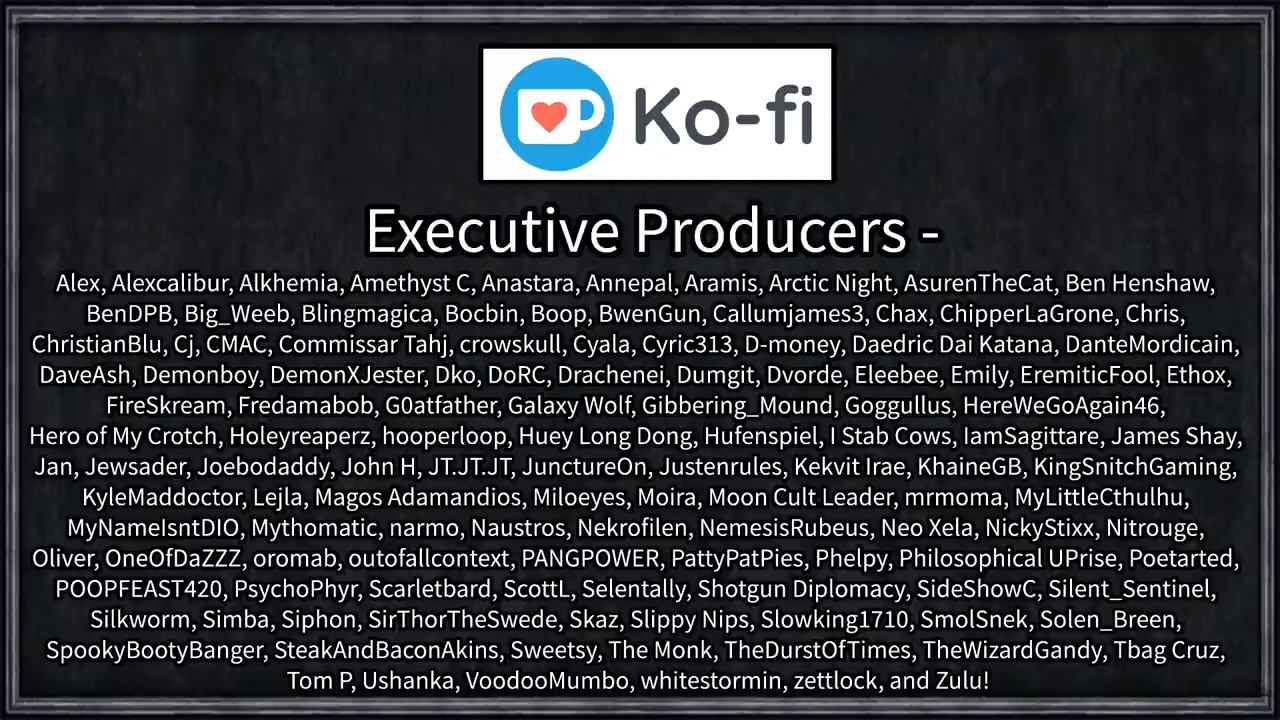 Ko-fi
Executive Producers -
Alex, Alexcalibur, Alkhemia, Amethyst C, Anastara, Annepal, Aramis, Arctic Night, AsurenTheCat, Ben Henshaw,
BenDPB, Big_Weeb, Blingmagica, Bocbin, Boop, BwenGun, Callumjames3, Chax, ChipperLaGrone, Chris,
ChristianBlu, Cj, CMAC, Commissar Tahj, crowskull, Cyala, Cyric313, D-money, Daedric Dai Katana, DanteMordicain,
DaveAsh, Demonboy, DemonXJester, Dko, DoRC, Drachenei, Dumgit, Dvorde, Eleebee, Emily, EremiticFool, Ethox,
FireSkream, Fredamabob, G0atfather, Galaxy Wolf, Gibbering_Mound, Goggullus, HereWeGoAgain46,
Hero of My Crotch, Holeyreaperz, hooperloop, Huey Long Dong, Hufenspiel, I Stab Cows, IamSagittare, James Shay,
Jan, Jewsader, Joebodaddy, John H, JT.JT.JT, JunctureOn, Justenrules, Kekvit Irae, KhaineGB, KingSnitchGaming,
KyleMaddoctor, Lejla, Magos Adamandios, Miloeyes, Moira, Moon Cult Leader, mrmoma, MyLittleCthulhu,
MyNameIsntDIO, Mythomatic, narmo, Naustros, Nekrofilen, NemesisRubeus, Neo Xela, NickyStixx, Nitrouge,
Oliver, OneOfDaZZZ, oromab, outofallcontext, PANGPOWER, PattyPatPies, Phelpy, Philosophical UPrise, Poetarted,
POOPFEAST420, PsychoPhyr, Scarletbard, ScottL, Selentally, Shotgun Diplomacy, SideShowC, Silent_Sentinel,
Silkworm, Simba, Siphon, SirThorTheSwede, Skaz, Slippy Nips, Slowking1710, SmolSnek, Solen_Breen,
SpookyBootyBanger, SteakAndBaconAkins, Sweetsy, The Monk, TheDurstOfTimes, TheWizardGandy, Tbag Cruz,
Tom P, Ushanka, VoodooMumbo, whitestormin, zettlock, and Zulu!